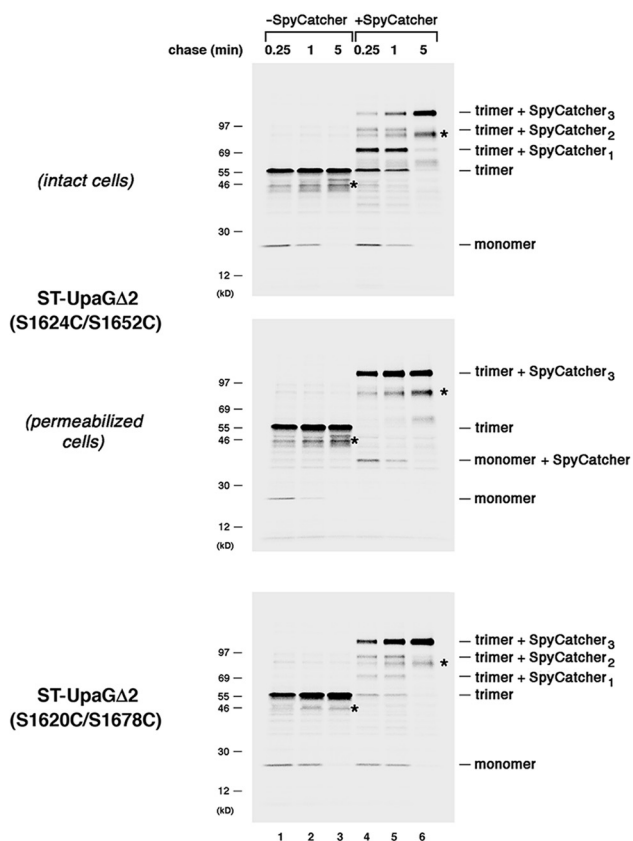 –SpyCatcher +SpyCatcher
chase (min) 0.25 1 5 0.25 1 5
trimer + SpyCatcher3
97
trimer + SpyCatcher2
*
69
trimer + SpyCatcher1
(intact cells)
55
trimer
46
*
30
monomer
12
(kD)
ST-UpaGΔ2
(S1624C/S1652C)
trimer + SpyCatcher3
97
*
69
(permeabilized
cells)
55
trimer
46
*
monomer + SpyCatcher
30
monomer
12
(kD)
trimer + SpyCatcher3
97
trimer + SpyCatcher2
*
69
trimer + SpyCatcher1
ST-UpaGΔ2
(S1620C/S1678C)
55
trimer
46
*
30
monomer
12
(kD)
1 2 3 4 5 6